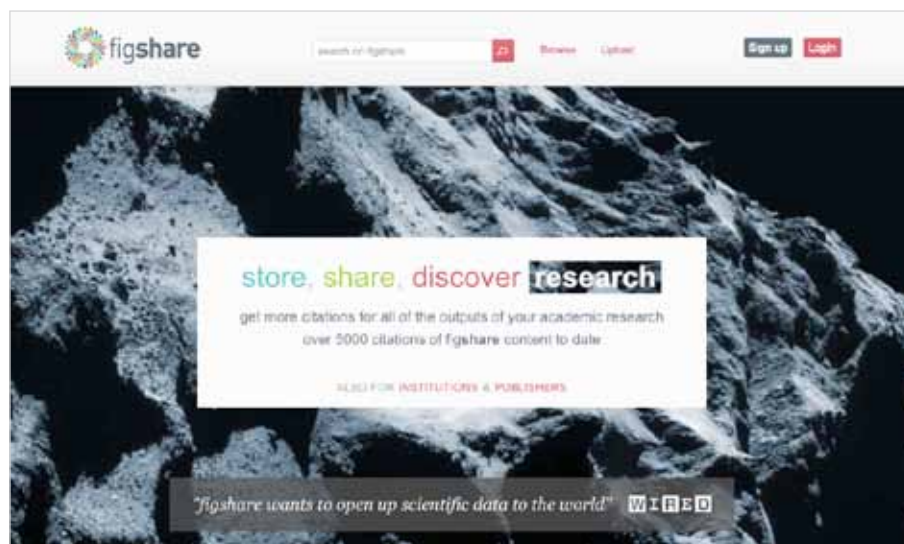 figshare
search on figshare
Browse
Upload
Sign up
Login
store, share, discover research
get more citations for all of the outputs of your academic research
over 5000 citations of figshare content to date
ALSO FOR INSTITUTIONS & PUBLISHERS
"figshare wants to open up scientific data to the world" WIRED